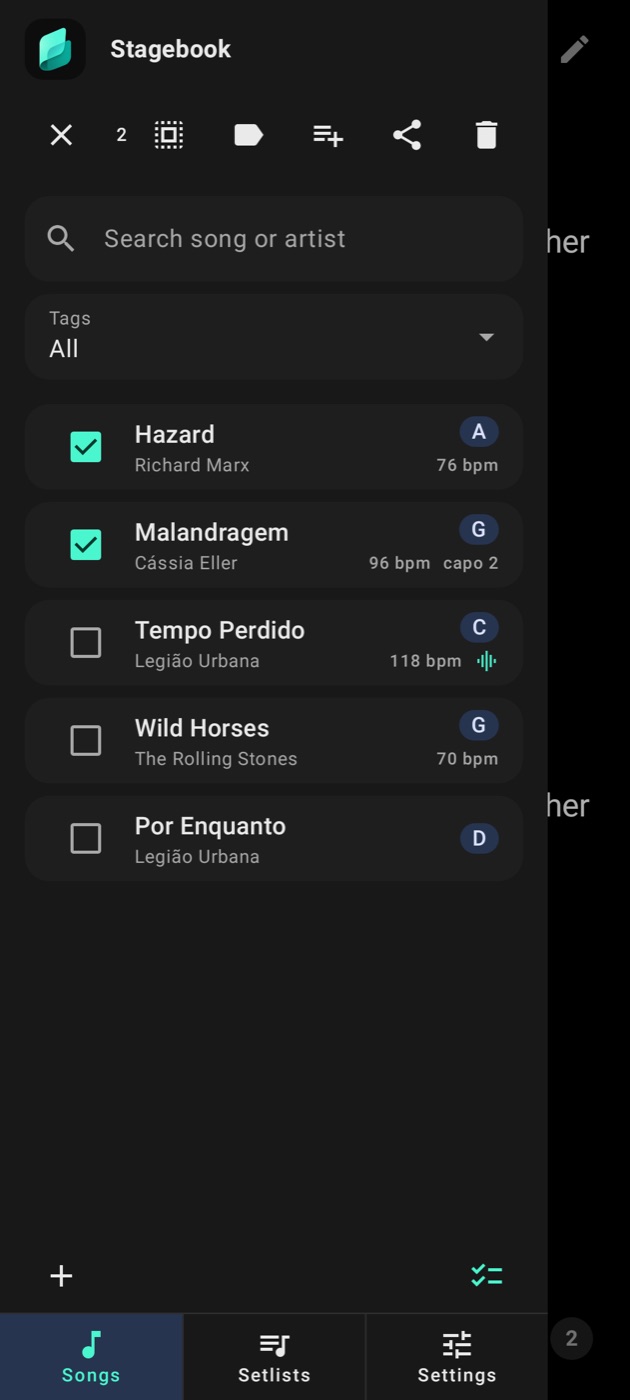 Stagebook
2
Search song or artist
Tags
All
Hazard
A
Richard Marx
76 bpm
Malandragem
G
Cássia Eller
96 bpm capo 2
Tempo Perdido
C
Legião Urbana
118 bpm
Wild Horses
G
The Rolling Stones
70 bpm
Por Enquanto
D
Legião Urbana
her
her
2
Songs
Setlists
Settings